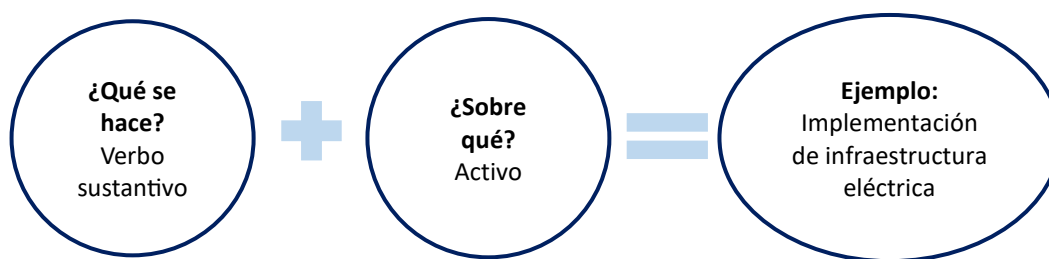 ¿Qué se
hace?
Verbo
sustantivo
¿Sobre
qué?
Activo
Ejemplo:
Implementación
de infraestructura
eléctrica